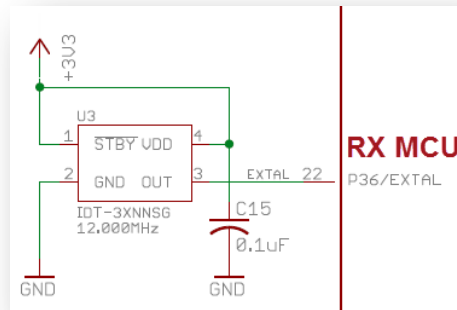 +3V3
U3
1 STBY VDD 4
2 GND OUT 3
EXTAL 22
IDT-3XNNSG
12.000MHz
C15
0.1uF
GND
GND
RX MCU
P36/EXTAL